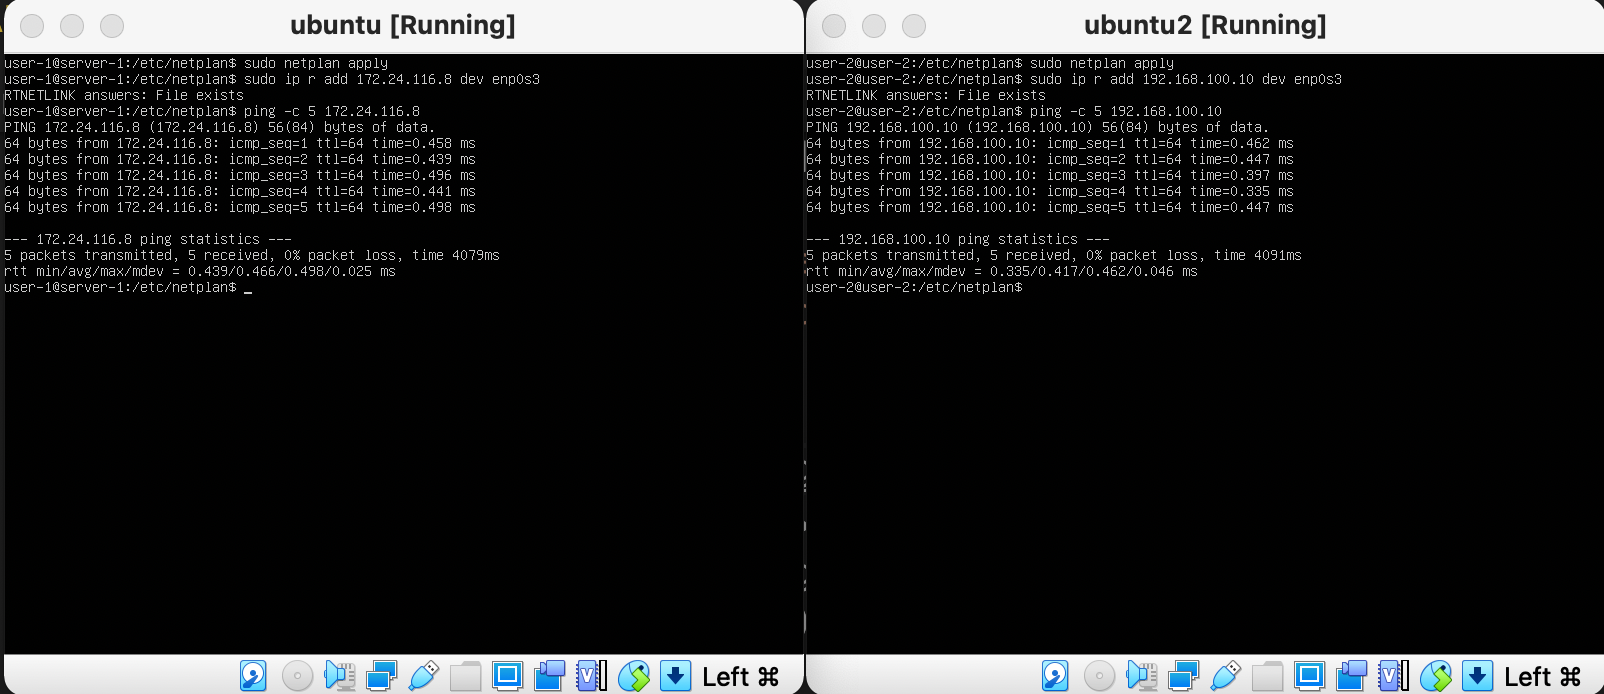 ubuntu [Running]
user-1@server-1:/etc/netplan$ sudo netplan apply
user-1@server-1:/etc/netplan$ sudo ip r add 172.24.116.8 dev enp0s3
RTNETLINK answers: File exists
user-1@server-1:/etc/netplan$ ping -c 5 172.24.116.8
PING 172.24.116.8 (172.24.116.8) 56(84) bytes of data.
64 bytes from 172.24.116.8: icmp_seq=1 ttl=64 time=0.458 ms
64 bytes from 172.24.116.8: icmp_seq=2 ttl=64 time=0.439 ms
64 bytes from 172.24.116.8: icmp_seq=3 ttl=64 time=0.496 ms
64 bytes from 172.24.116.8: icmp_seq=4 ttl=64 time=0.441 ms
64 bytes from 172.24.116.8: icmp_seq=5 ttl=64 time=0.498 ms
--- 172.24.116.8 ping statistics ---
5 packets transmitted, 5 received, 0% packet loss, time 4079ms
rtt min/avg/max/mdev = 0.439/0.466/0.498/0.025 ms
user-1@server-1:/etc/netplan$ _
Left ⌘
ubuntu2 [Running]
user-2@user-2:/etc/netplan$ sudo netplan apply
user-2@user-2:/etc/netplan$ sudo ip r add 192.168.100.10 dev enp0s3
RTNETLINK answers: File exists
user-2@user-2:/etc/netplan$ ping -c 5 192.168.100.10
PING 192.168.100.10 (192.168.100.10) 56(84) bytes of data.
64 bytes from 192.168.100.10: icmp_seq=1 ttl=64 time=0.462 ms
64 bytes from 192.168.100.10: icmp_seq=2 ttl=64 time=0.447 ms
64 bytes from 192.168.100.10: icmp_seq=3 ttl=64 time=0.397 ms
64 bytes from 192.168.100.10: icmp_seq=4 ttl=64 time=0.335 ms
64 bytes from 192.168.100.10: icmp_seq=5 ttl=64 time=0.447 ms
--- 192.168.100.10 ping statistics ---
5 packets transmitted, 5 received, 0% packet loss, time 4091ms
rtt min/avg/max/mdev = 0.335/0.417/0.462/0.046 ms
user-2@user-2:/etc/netplan$
Left ⌘